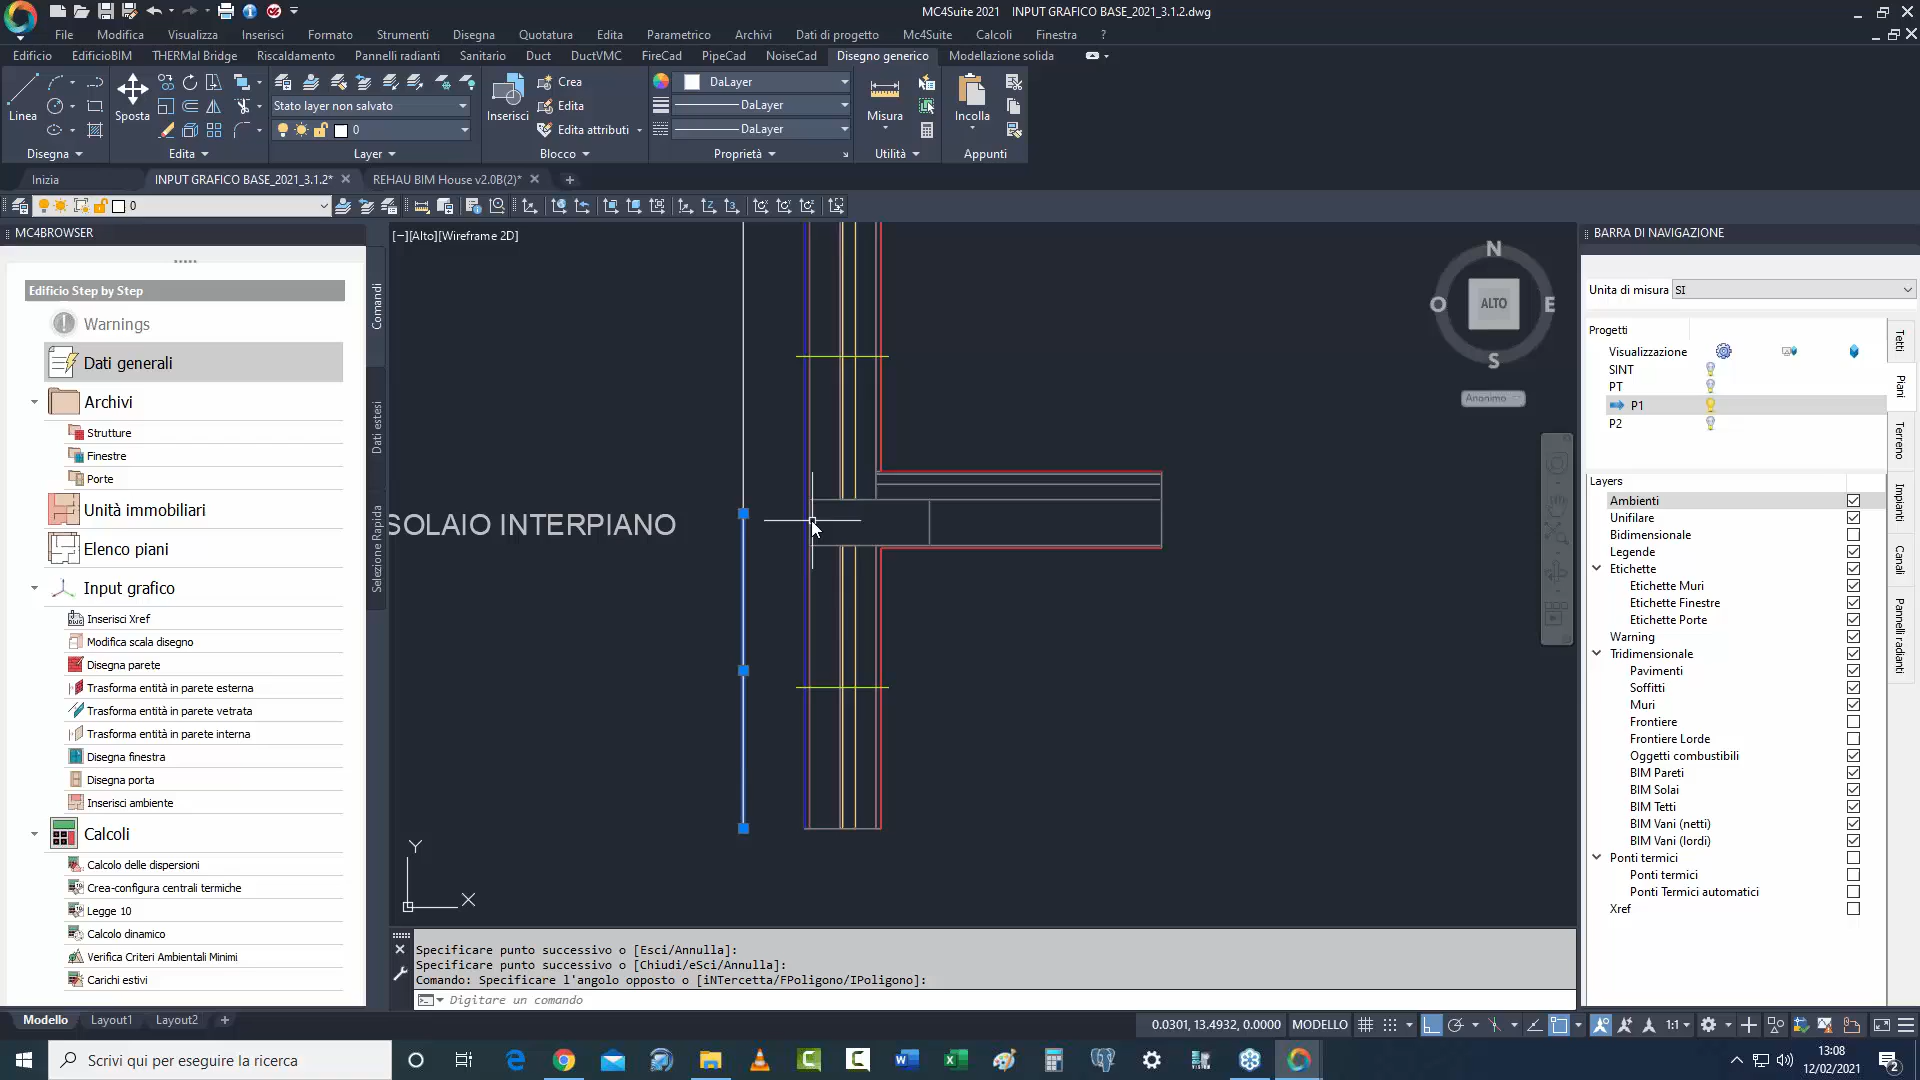 MC4Suite 2021 INPUT GRAFICO BASE_2021_3.1.2.dwg
File Modifica Visualizza Inserisci Formato Strumenti Disegna Quotatura Edita Parametrico Archivi Dati di progetto MC4Suite Calcoli Finestra ?
Edificio EdificioBIM THERMal Bridge Riscaldamento Pannelli radianti Sanitario Duct DuctVMC FireCad PipeCad NoiseCad Disegno generico Modellazione solida
Linea Sposta Stato layer non salvato Inserisci Crea DaLayer Misura Incolla
Edita DaLayer
0 Edita attributi DaLayer
Disegna Edita Layer Blocco Proprietà Utilità Appunti
Inizia INPUT GRAFICO BASE_2021_3.1.2* REHAU BIM House v2.0B(2)*
0
MC4BROWSER
Edificio Step by Step
Warnings
Dati generali
Archivi
Strutture
Finestre
Porte
Unità immobiliari
Elenco piani
Input grafico
Inserisci Xref
Modifica scala disegno
Disegna parete
Trasforma entità in parete esterna
Trasforma entità in parete vetrata
Trasforma entità in parete interna
Disegna finestra
Disegna porta
Inserisci ambiente
Calcoli
Calcolo delle dispersioni
Crea-configura centrali termiche
Legge 10
Calcolo dinamico
Verifica Criteri Ambientali Minimi
Carichi estivi
Comandi
Dati estesi
Selezione Rapida
[−][Alto][Wireframe 2D]
SOLAIO INTERPIANO
N
O ALTO E
S
Anonimo
Y
X
Specificare punto successivo o [Esci/Annulla]:
Specificare punto successivo o [Chiudi/eSci/Annulla]:
Comando: Specificare l'angolo opposto o [iNTercetta/FPoligono/IPoligono]:
Digitare un comando
BARRA DI NAVIGAZIONE
Unita di misura SI
Progetti
Visualizzazione
SINT
PT
P1
P2
Layers
Ambienti
Unifilare
Bidimensionale
Legende
Etichette
Etichette Muri
Etichette Finestre
Etichette Porte
Warning
Tridimensionale
Pavimenti
Soffitti
Muri
Frontiere
Frontiere Lorde
Oggetti combustibili
BIM Pareti
BIM Solai
BIM Tetti
BIM Vani (netti)
BIM Vani (lordi)
Ponti termici
Ponti termici
Ponti Termici automatici
Xref
Tetti
Piani
Terreno
Impianti
Canali
Pannelli radianti
Modello Layout1 Layout2 +
0.0301, 13.4932, 0.0000 MODELLO 1:1
Scrivi qui per eseguire la ricerca
13:08
12/02/2021
2